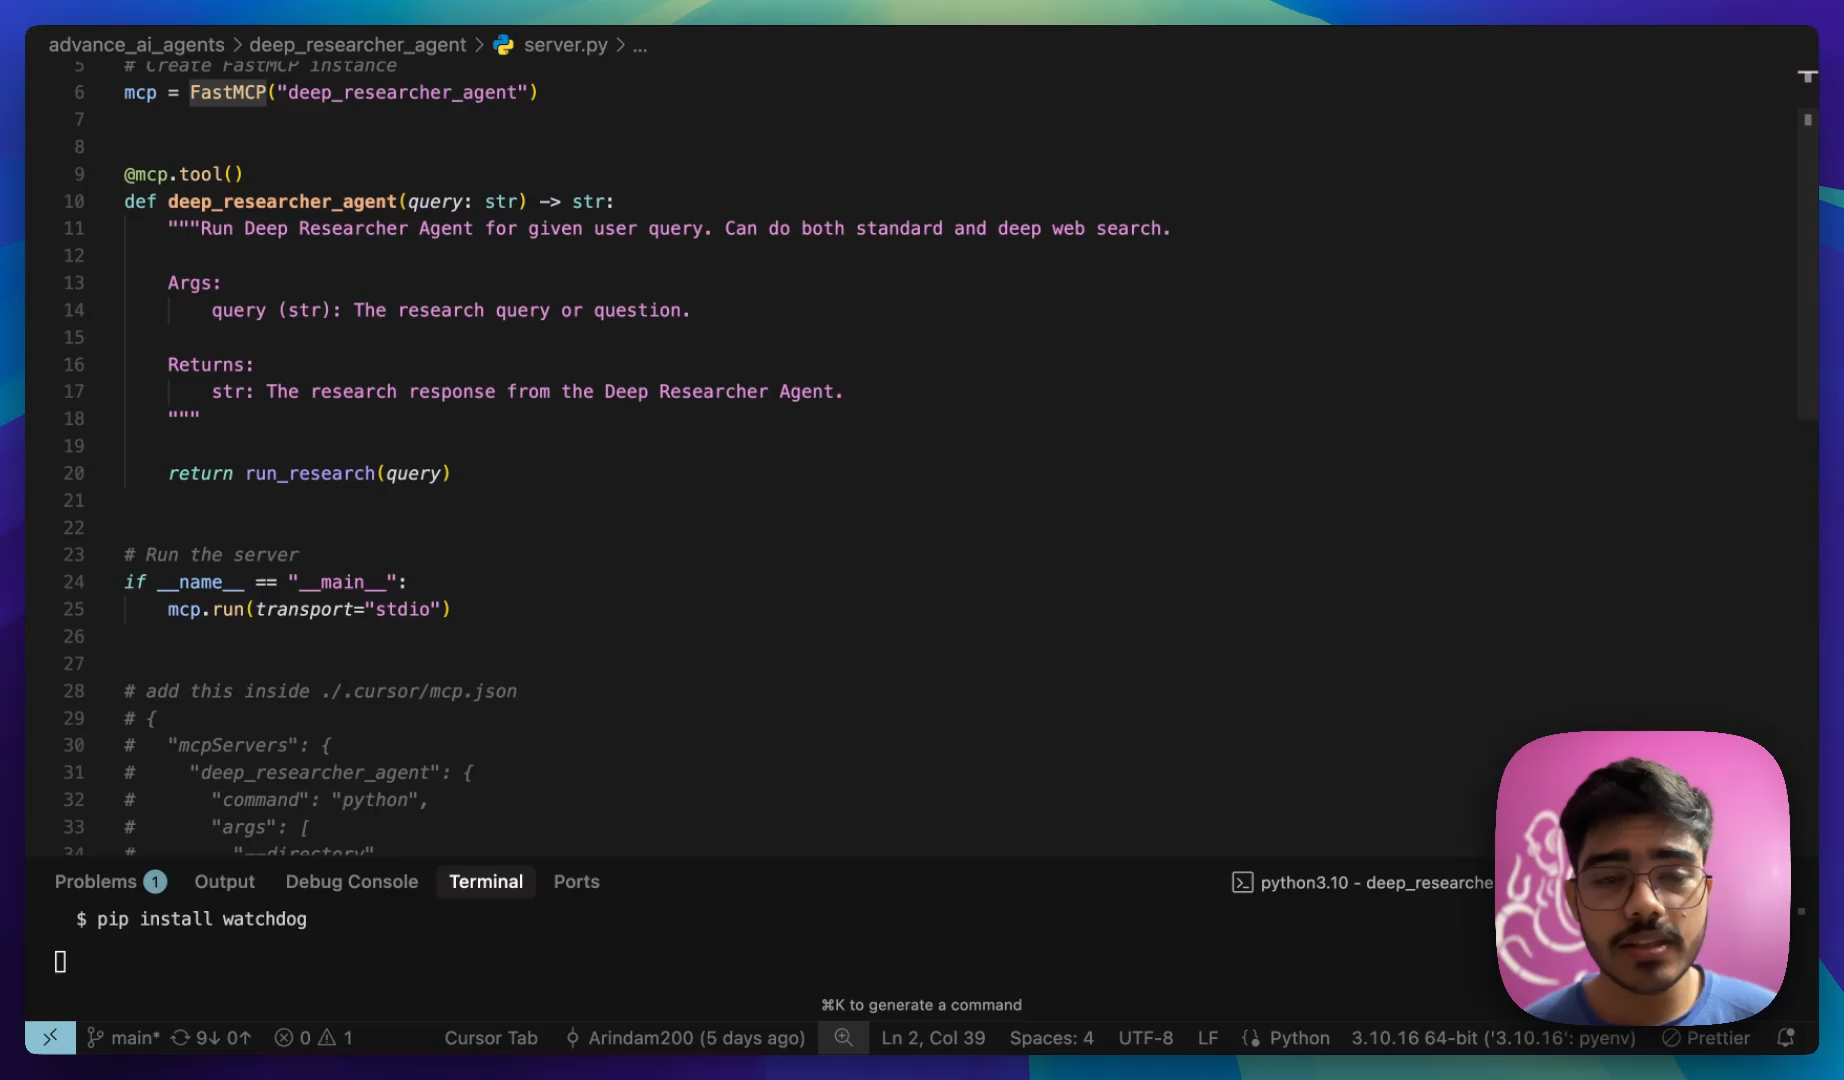 advance_ai_agents > deep_researcher_agent > server.py > ...
5 # Create FastMCP instance
6 mcp = FastMCP("deep_researcher_agent")
7
8
9 @mcp.tool()
10 def deep_researcher_agent(query: str) -> str:
11 """Run Deep Researcher Agent for given user query. Can do both standard and deep web search.
12
13 Args:
14 query (str): The research query or question.
15
16 Returns:
17 str: The research response from the Deep Researcher Agent.
18 """
19
20 return run_research(query)
21
22
23 # Run the server
24 if __name__ == "__main__":
25 mcp.run(transport="stdio")
26
27
28 # add this inside ./.cursor/mcp.json
29 # {
30 # "mcpServers": {
31 # "deep_researcher_agent": {
32 # "command": "python",
33 # "args": [
34 # "--directory"
Problems 1 Output Debug Console Terminal Ports python3.10 - deep_researche
$ pip install watchdog
⌘K to generate a command
main* 9↓ 0↑ 0 1 Cursor Tab Arindam200 (5 days ago) Ln 2, Col 39 Spaces: 4 UTF-8 LF Python 3.10.16 64-bit ('3.10.16': pyenv) Prettier